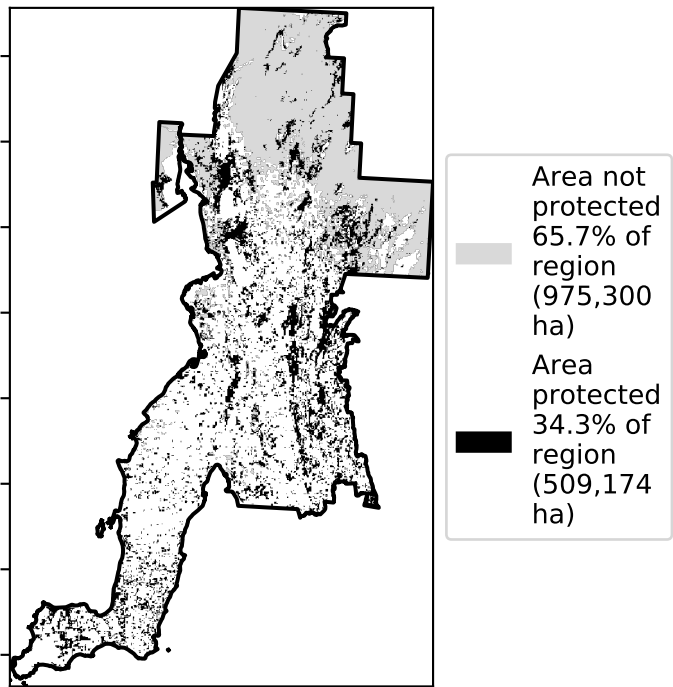 Area not
protected
65.7% of
region
(975,300
ha)
Area
protected
34.3% of
region
(509,174
ha)